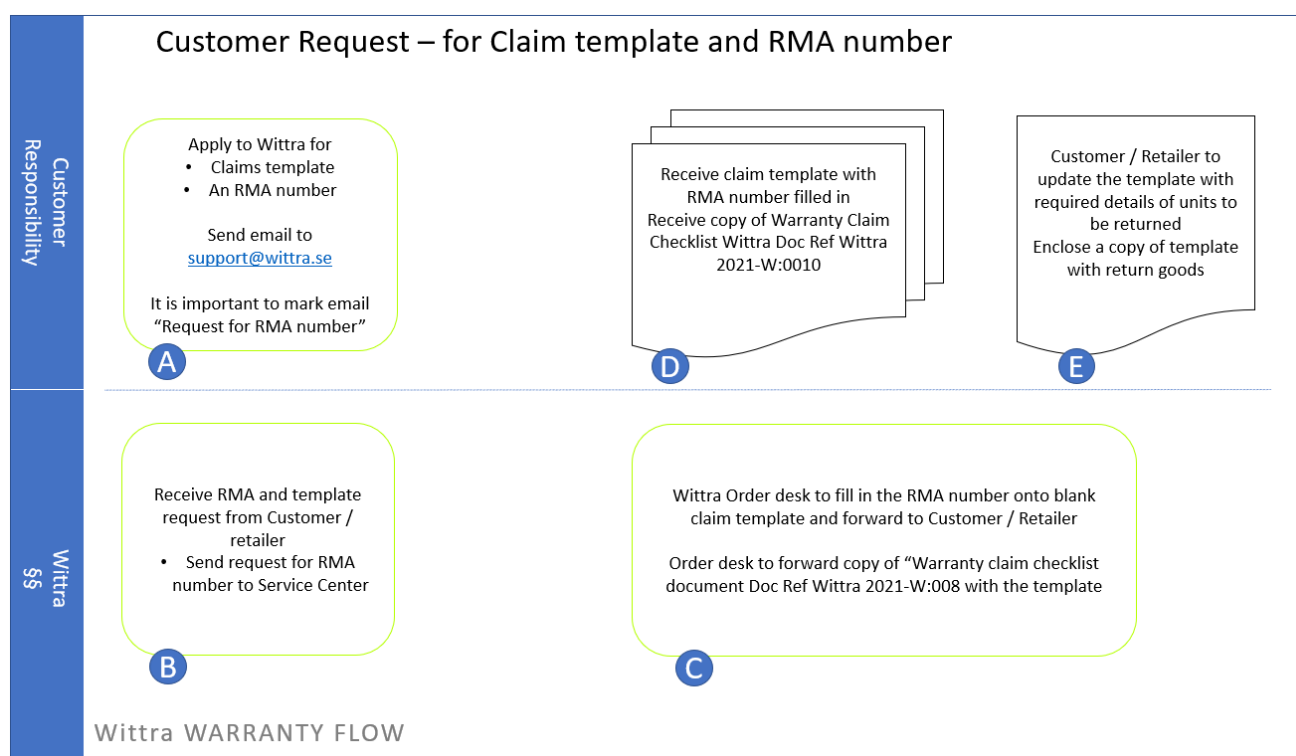 Customer Request – for Claim template and RMA number
Customer
Responsibility
Apply to Wittra for
• Claims template
• An RMA number
Send email to
support@wittra.se
It is important to mark email
“Request for RMA number”
A
Receive claim template with
RMA number filled in
Receive copy of Warranty Claim
Checklist Wittra Doc Ref Wittra
2021-W:0010
D
Customer / Retailer to
update the template with
required details of units to
be returned
Enclose a copy of template
with return goods
E
Wittra
§§
Receive RMA and template
request from Customer /
retailer
• Send request for RMA
number to Service Center
B
Wittra Order desk to fill in the RMA number onto blank
claim template and forward to Customer / Retailer
Order desk to forward copy of “Warranty claim checklist
document Doc Ref Wittra 2021-W:008 with the template
C
Wittra WARRANTY FLOW